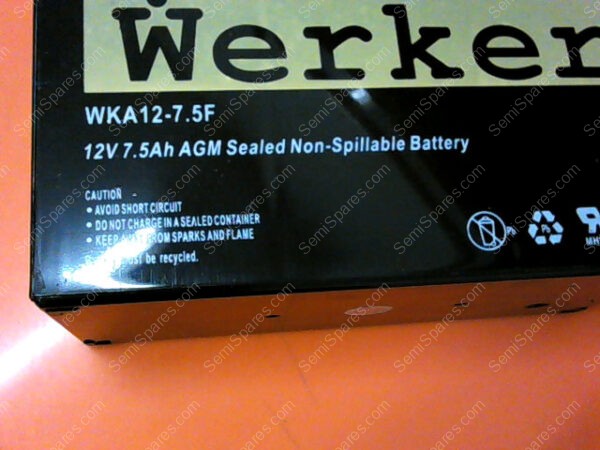 Werker
WKA12-7.5F
12V 7.5Ah AGM Sealed Non-Spillable Battery
CAUTION
• AVOID SHORT CIRCUIT
• DO NOT CHARGE IN A SEALED CONTAINER
• KEEP FROM SPARKS AND FLAME
must be recycled.
Pb
SemiSpares.com